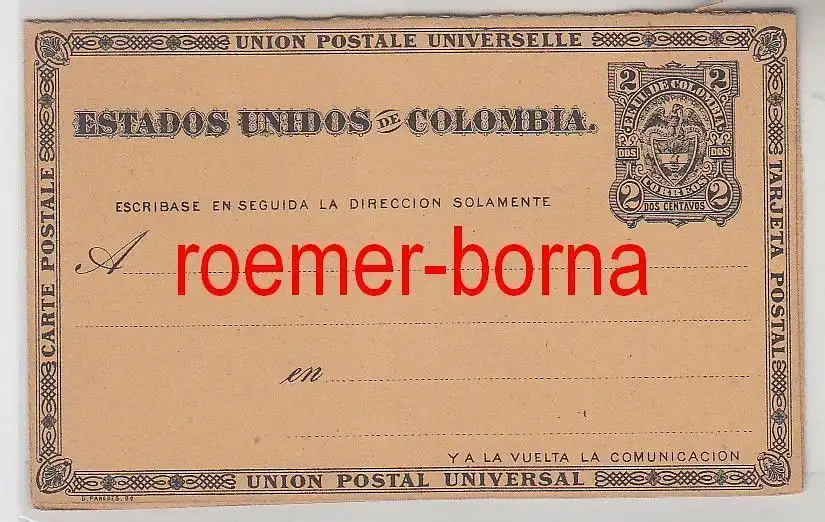 UNION POSTALE UNIVERSELLE
ESTADOS UNIDOS DE COLOMBIA.
2 2
E.E.U.U. DE COLOMBIA
DOS DOS
CORREOS
2 2
DOS CENTAVOS
CARTE POSTALE
TARJETA POSTAL
ESCRIBASE EN SEGUIDA LA DIRECCION SOLAMENTE
A
roemer-borna
en
Y A LA VUELTA LA COMUNICACION
UNION POSTAL UNIVERSAL
D. PAREDES.